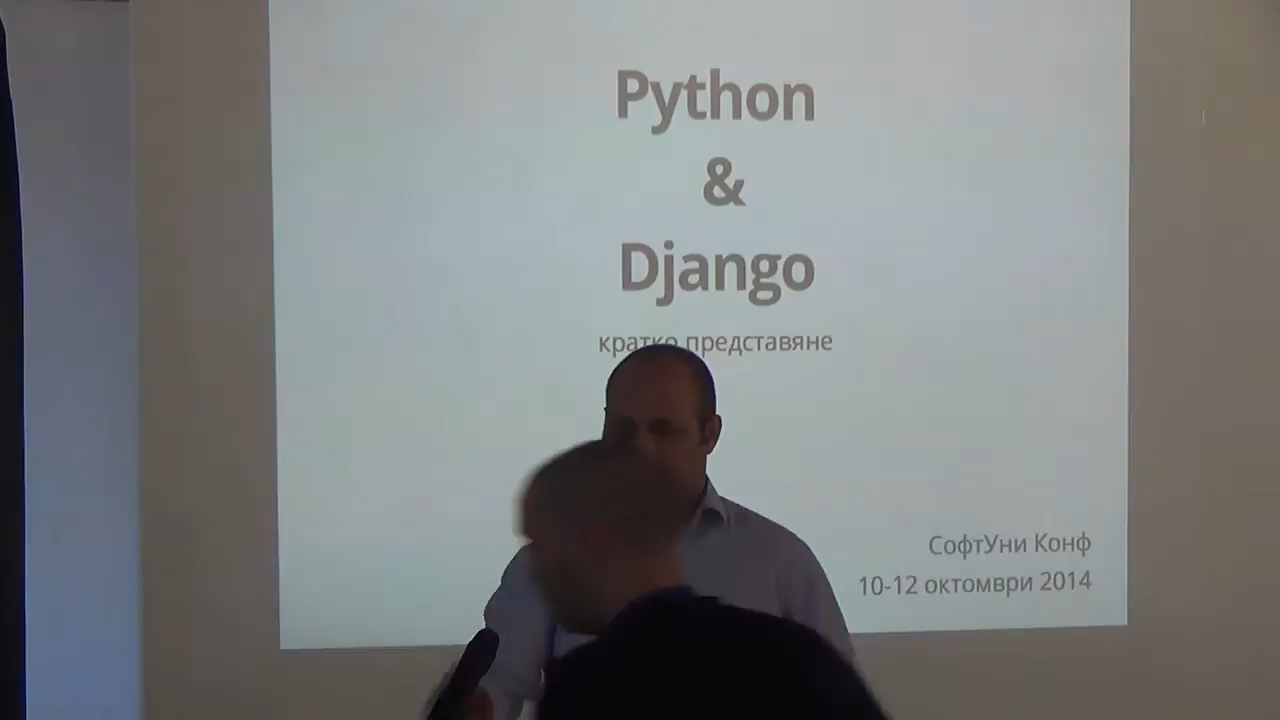 Python
&
Django
кратко представяне
СофтУни Конф
10-12 октомври 2014